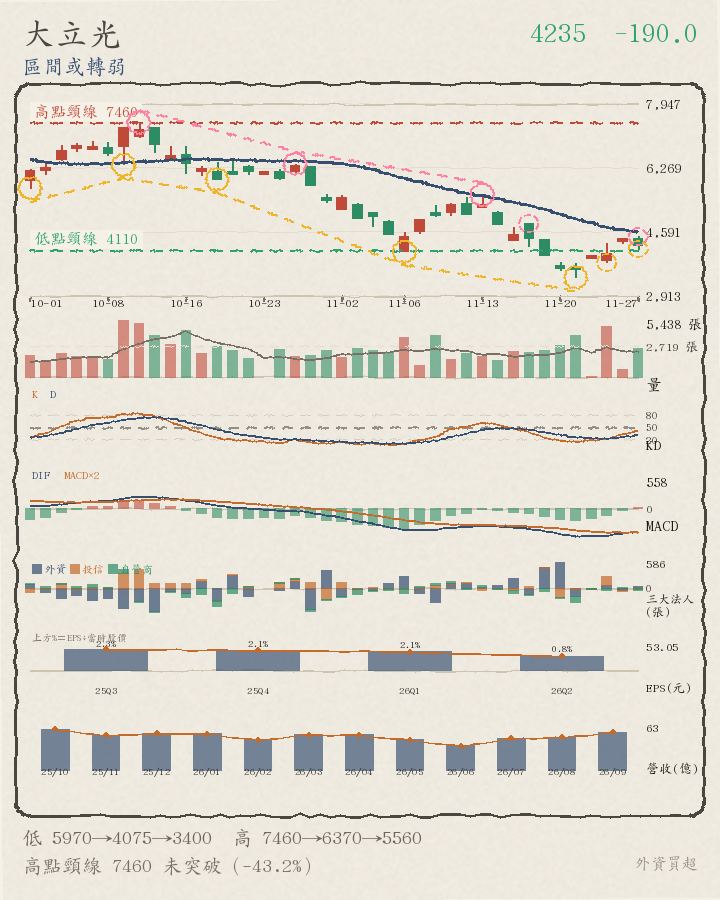 大立光
4235 -190.0
區間或轉弱
高點頸線 7460
7,947
6,269
低點頸線 4110
4,591
2,913
10-01 10-08 10-16 10-23 11-02 11-06 11-13 11-20 11-27
5,438 張
2,719 張
量
K D
80
50
20
KD
DIF MACD×2
558
0
MACD
外資 投信 自營商
586
0
三大法人
(張)
上方%=EPS÷當時股價
2.3% 2.1% 2.1% 0.8%
53.05
25Q3 25Q4 26Q1 26Q2
EPS(元)
63
25/10 25/11 25/12 26/01 26/02 26/03 26/04 26/05 26/06 26/07 26/08 26/09
營收(億)
低 5970→4075→3400 高 7460→6370→5560
高點頸線 7460 未突破 (-43.2%)
外資買超